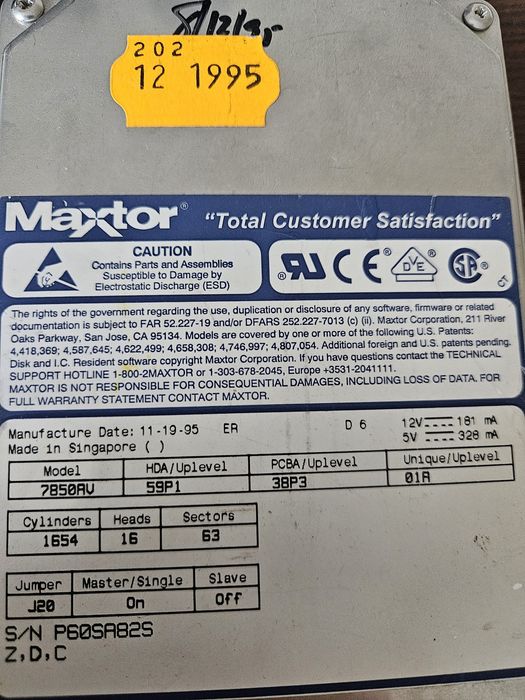 8/12/95
202
12 1995
Maxtor® "Total Customer Satisfaction"
CAUTION
Contains Parts and Assemblies
Susceptible to Damage by
Electrostatic Discharge (ESD)
® RU CE DVE ® SA ®
CT
The rights of the government regarding the use, duplication or disclosure of any software, firmware or related
documentation is subject to FAR 52.227-19 and/or DFARS 252.227-7013 (c) (ii). Maxtor Corporation, 211 River
Oaks Parkway, San Jose, CA 95134. Models are covered by one or more of the following U.S. Patents:
4,418,369; 4,587,645; 4,622,499; 4,658,308; 4,746,997; 4,807,054. Additional foreign and U.S. patents pending.
Disk and I.C. Resident software copyright Maxtor Corporation. If you have questions contact the TECHNICAL
SUPPORT HOTLINE 1-800-2MAXTOR or 1-303-678-2045, Europe +3531-2041111.
MAXTOR IS NOT RESPONSIBLE FOR CONSEQUENTIAL DAMAGES, INCLUDING LOSS OF DATA. FOR
FULL WARRANTY STATEMENT CONTACT MAXTOR.
Manufacture Date: 11-19-95 ER D 6 12V 181 mA
Made in Singapore ( ) 5V 328 mA
Model HDA/Uplevel PCBA/Uplevel Unique/Uplevel
7850AV 59P1 38P3 01A
Cylinders Heads Sectors
1654 16 63
Jumper Master/Single Slave
J20 On Off
S/N P60SA82S
Z,D,C